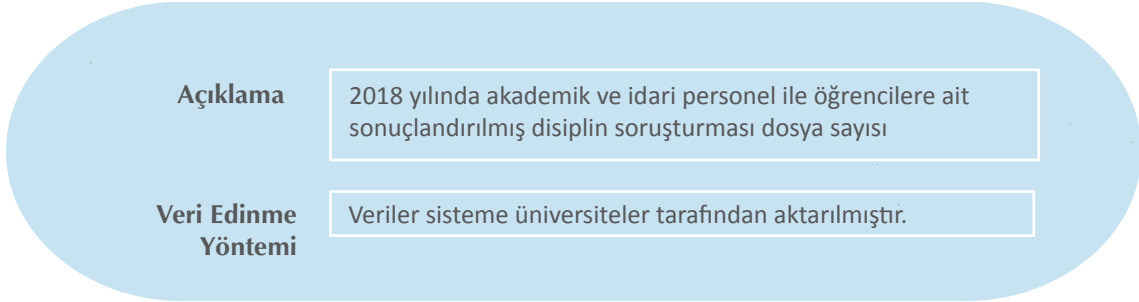 Açıklama
2018 yılında akademik ve idari personel ile öğrencilere ait
sonuçlandırılmış disiplin soruşturması dosya sayısı
Veri Edinme
Yöntemi
Veriler sisteme üniversiteler tarafından aktarılmıştır.